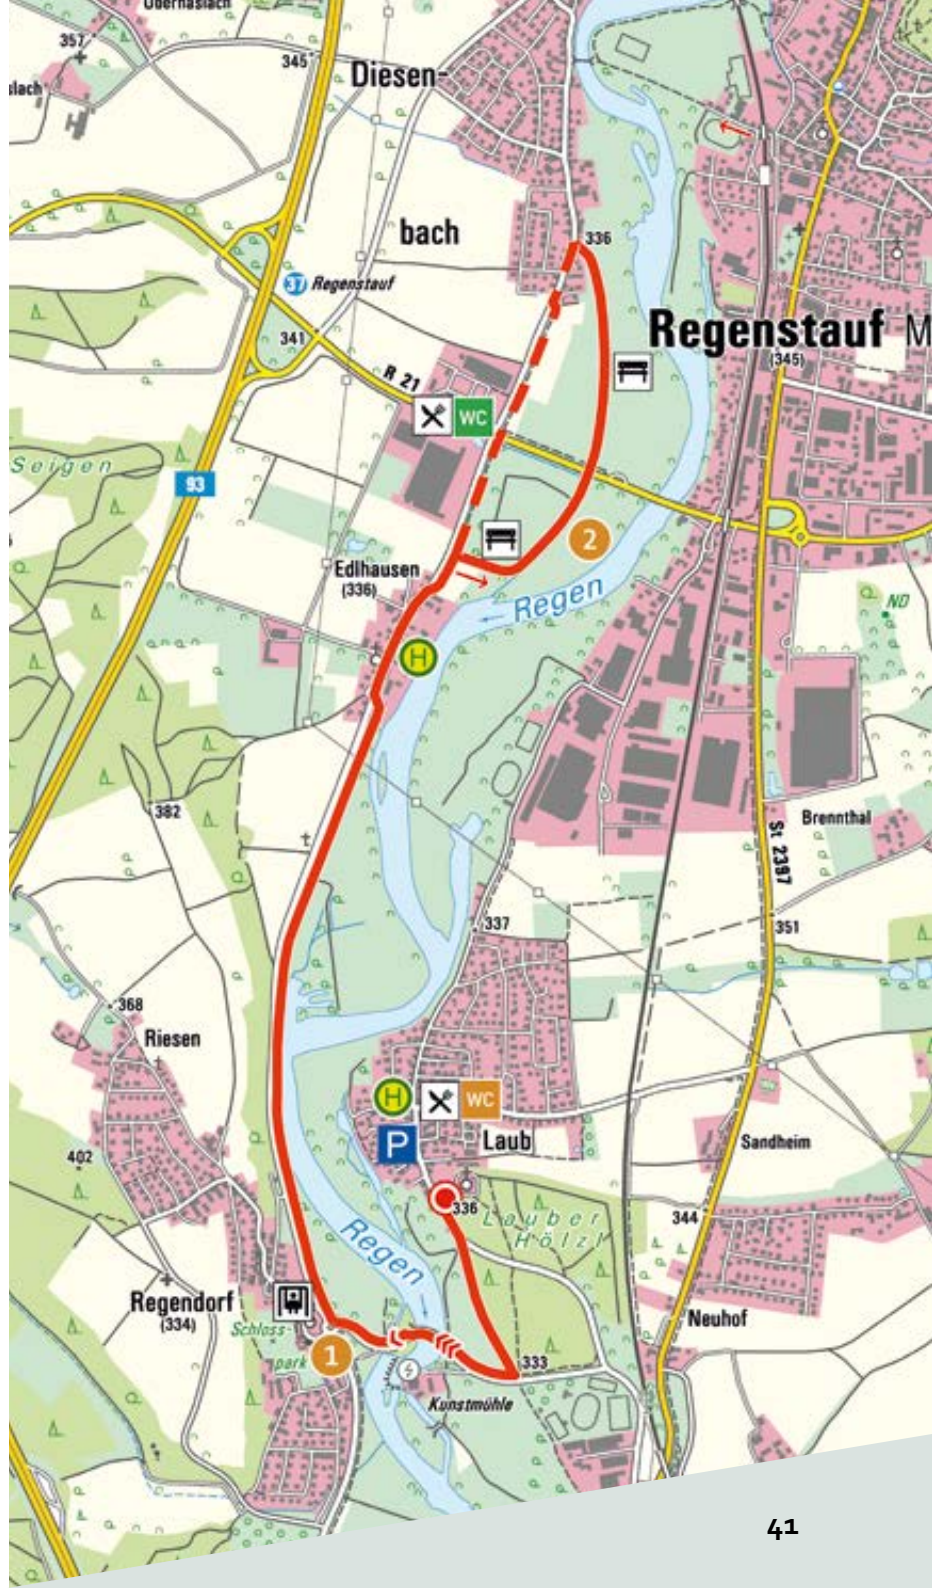 Odernaslach
357
345
slach
Diesen-
bach
336
37 Regenstauf
341
R 21
Regenstauf M
(345)
WC
Seigen
93
2
Edlhausen
(336)
Regen
ND
H
382
Brennthal
St 2397
337
351
368
Riesen
H
WC
P
Laub
Sandheim
402
336
Lauber
Hölzl
344
Regen
Regendorf
(334)
Neuhof
Schloss-
park
1
333
Kunstmühle
41